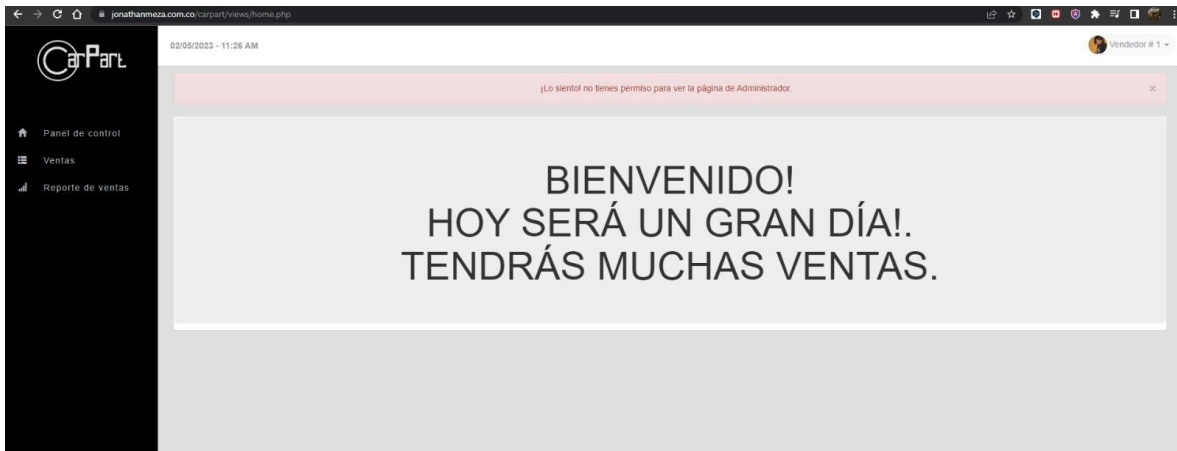 jonathanmeza.com.co/carpart/views/home.php
CarPart
02/05/2023 - 11:26 AM
Vendedor # 1
¡Lo siento! no tienes permiso para ver la página de Administrador.
×
Panel de control
Ventas
Reporte de ventas
BIENVENIDO!
HOY SERÁ UN GRAN DÍA!.
TENDRÁS MUCHAS VENTAS.